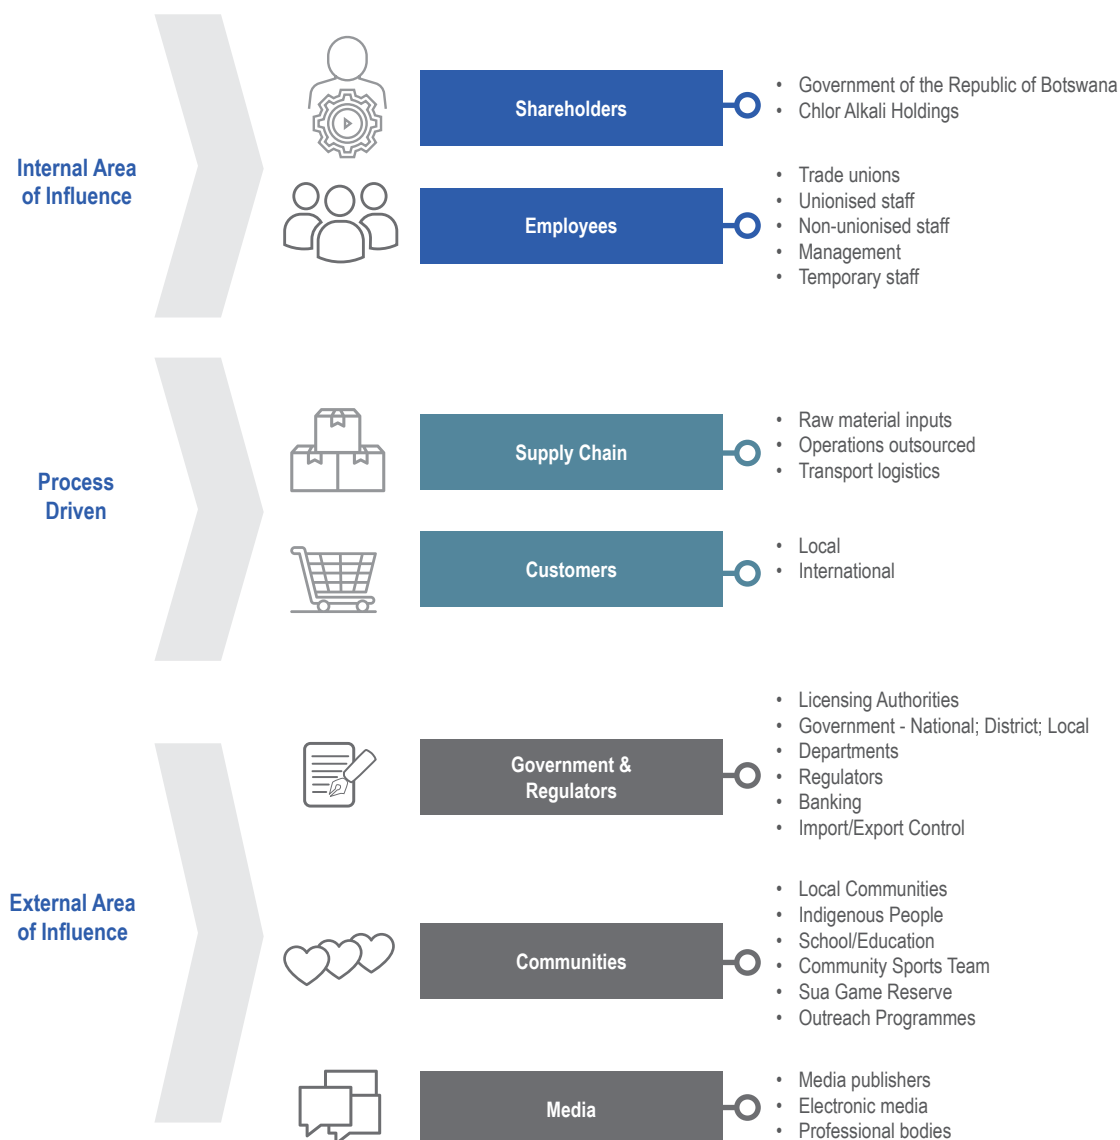 Internal Area
of Influence
Shareholders
• Government of the Republic of Botswana
• Chlor Alkali Holdings
Employees
• Trade unions
• Unionised staff
• Non-unionised staff
• Management
• Temporary staff
Process
Driven
Supply Chain
• Raw material inputs
• Operations outsourced
• Transport logistics
Customers
• Local
• International
External Area
of Influence
Government &
Regulators
• Licensing Authorities
• Government - National; District; Local
• Departments
• Regulators
• Banking
• Import/Export Control
Communities
• Local Communities
• Indigenous People
• School/Education
• Community Sports Team
• Sua Game Reserve
• Outreach Programmes
Media
• Media publishers
• Electronic media
• Professional bodies